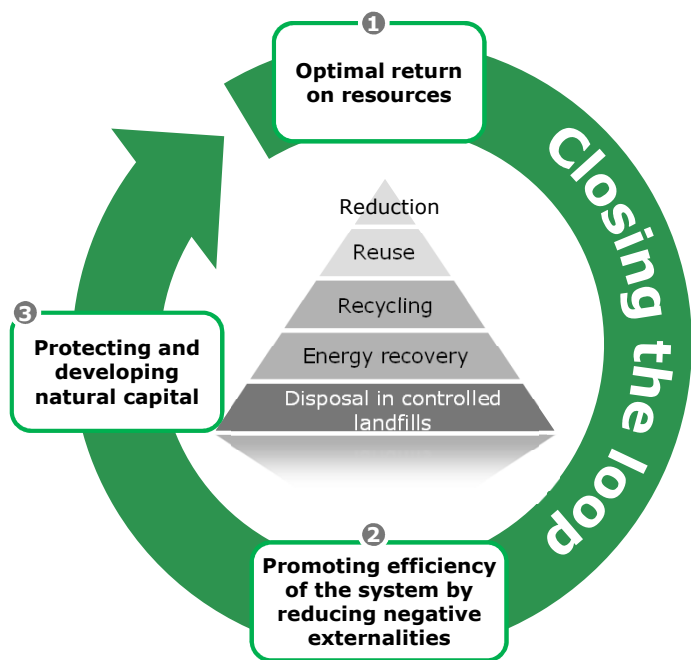 1
Optimal return
on resources
Closing the loop
Reduction
Reuse
Recycling
Energy recovery
Disposal in controlled
landfills
3
Protecting and
developing
natural capital
2
Promoting efficiency
of the system by
reducing negative
externalities